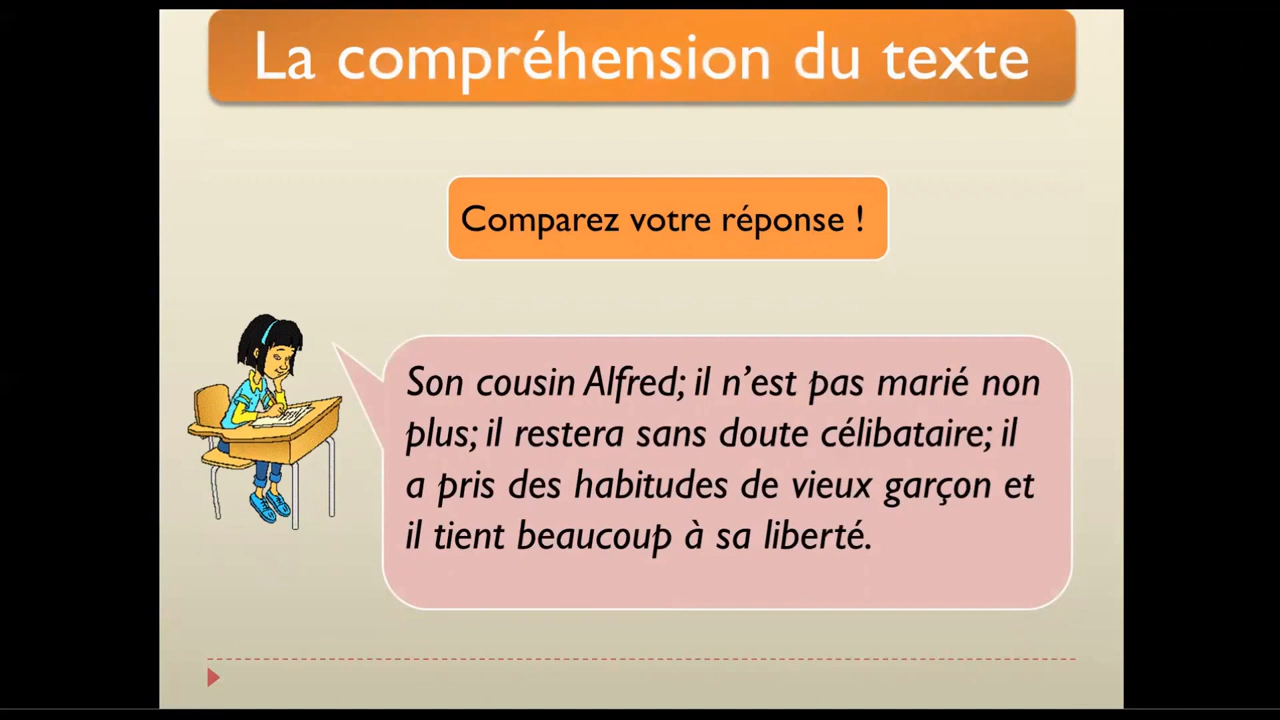 La compréhension du texte
Comparez votre réponse !
Son cousin Alfred; il n’est pas marié non
plus; il restera sans doute célibataire; il
a pris des habitudes de vieux garçon et
il tient beaucoup à sa liberté.